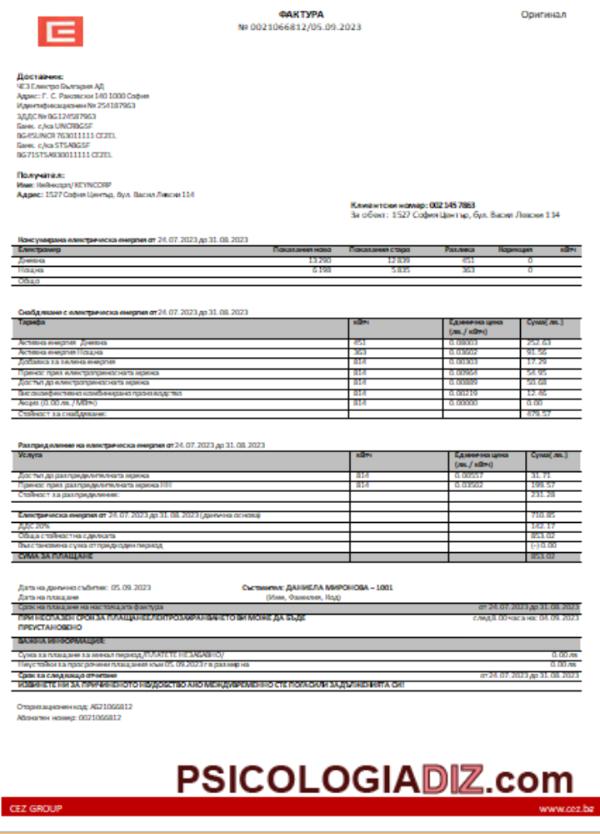 ФАКТУРА
Оригинал
№ 0021066812/05.09.2023
Доставчик:
ЧЕЗ Електро България АД
Адрес: Г. С. Раковски 140 1000 София
Идентификационен № 254187963
ЗДДС № BG124587963
Банк. с/ка UNCRBGSF
BG45UNCR 763011111 CEZEL
Банк. с/ка STSABGSF
BG71STSA930011111 CEZEL
Получател:
Име: Кейнкорп/ KEYNCORP
Адрес: 1527 София Център, бул. Васил Левски 114
Клиентски номер: 0021457863
За обект: 1527 София Център, бул. Васил Левски 114
Консумирана електрическа енергия от 24.07.2023 до 31.08.2023
Електромер Показания ново Показания старо Разлика Корекция кВтч
Дневна 13 290 12 839 451 0
Нощна 6 198 5 835 363 0
Общо
Снабдяване с електрическа енергия от 24.07.2023 до 31.08.2023
Тарифа кВтч Единична цена (лв./ кВтч) Сума( лв.)
Активна енергия Дневна 451 0.08003 252.63
Активна енергия Нощна 363 0.03602 91.56
Добавка за зелена енергия 814 0.00303 17.29
Пренос през електропреносната мрежа 814 0.00964 54.95
Достъп до електропреносната мрежа 814 0.00889 50.68
Високоефективно комбинирано производство 814 0.00219 12.46
Акциз (0.00 лв./ МВтч) 814 0.00000 0.00
Стойност за снабдяване: 479.57
Разпределение на електрическа енергия от 24.07.2023 до 31.08.2023
Услуга кВтч Единична цена (лв./ кВтч) Сума( лв.)
Достъп до разпределителната мрежа 814 0.00557 31.71
Пренос през разпределителната мрежа НН 814 0.03502 199.57
Стойност за разпределение: 231.28
Електрическа енергия от 24.07.2023 до 31.08.2023 (данъчна основа) 710.85
ДДС 20% 142.17
Обща стойност на сделката 853.02
Възстановена сума от предходен период (-) 0.00
СУМА ЗА ПЛАЩАНЕ 853.02
Дата на данъчно събитие: 05.09.2023 Съставител: ДАНИЕЛА МИРОНОВА – 1001
Дата на плащане (Име, Фамилия, Код)
Срок на плащане на настоящата фактура от 24.07.2023 до 31.08.2023
ПРИ НЕСПАЗЕН СРОК ЗА ПЛАЩАНЕ ЕЛЕКТРОЗАХРАНВАНЕТО ВИ МОЖЕ ДА БЪДЕ след 8.00 часа на: 04.09.2023
ПРЕУСТАНОВЕНО
ВАЖНА ИНФОРМАЦИЯ:
Сума за плащане за минал период/ПЛАТЕТЕ НЕЗАБАВНО/ 0.00 лв
Неустойки за просрочени плащания към 05.09.2023 г в размер на 0.00 лв.
Срок за следващо отчитане от 24.07.2023 до 31.08.2023
ИЗВИНЕТЕ НИ ЗА ПРИЧИНЕНОТО НЕУДОБСТВО АКО МЕЖДУВРЕМЕННО СТЕ ПОГАСИЛИ ЗАДЪЛЖЕНИЯТА СИ!
Оторизационен код: АБ21066812
Абонатен номер: 0021066812
PSICOLOGIADIZ.com
CEZ GROUP
www.cez.bg